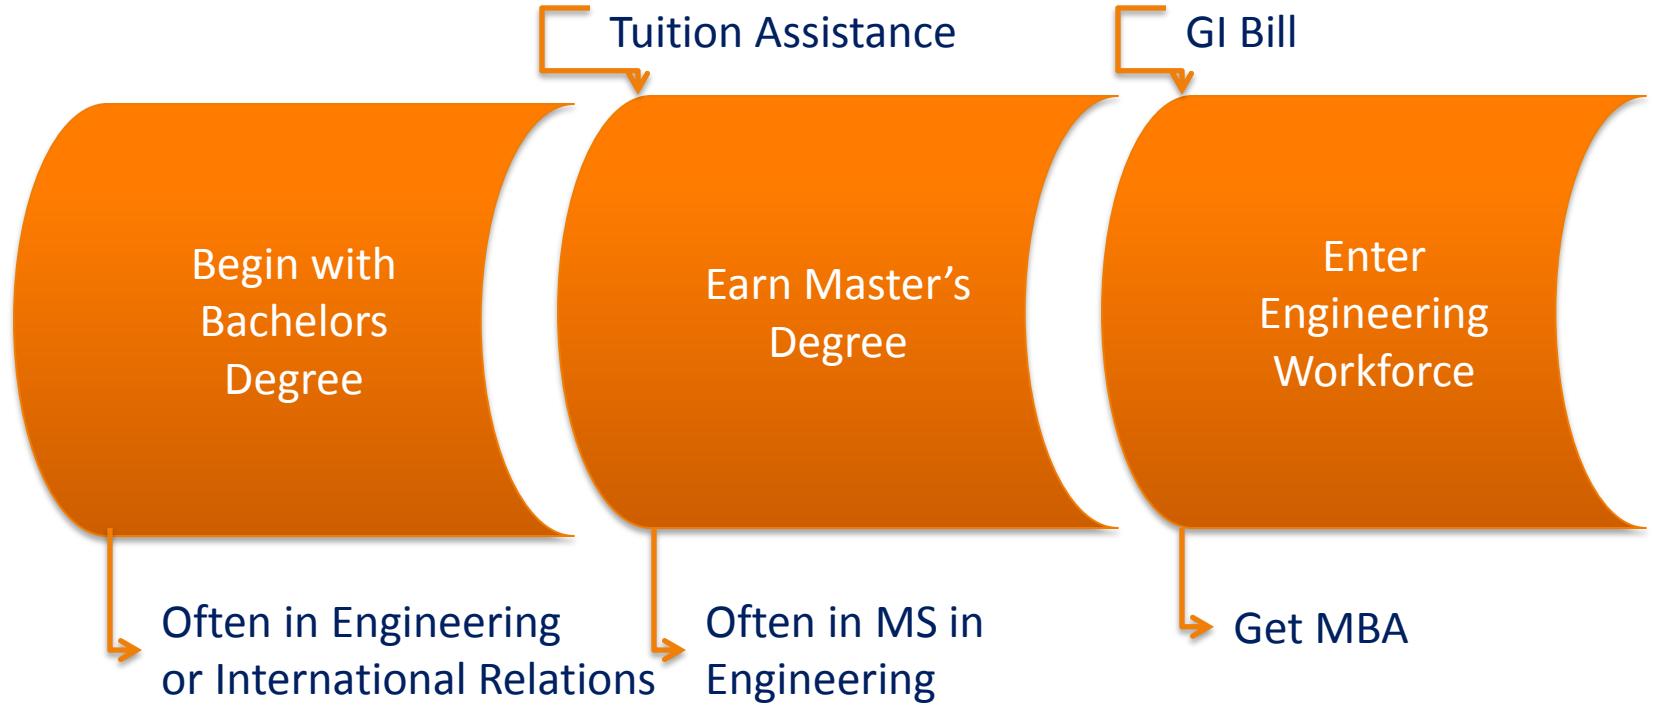 Tuition Assistance
GI Bill
Begin with
Bachelors
Degree
Earn Master’s
Degree
Enter
Engineering
Workforce
Often in Engineering
or International Relations
Often in MS in
Engineering
Get MBA